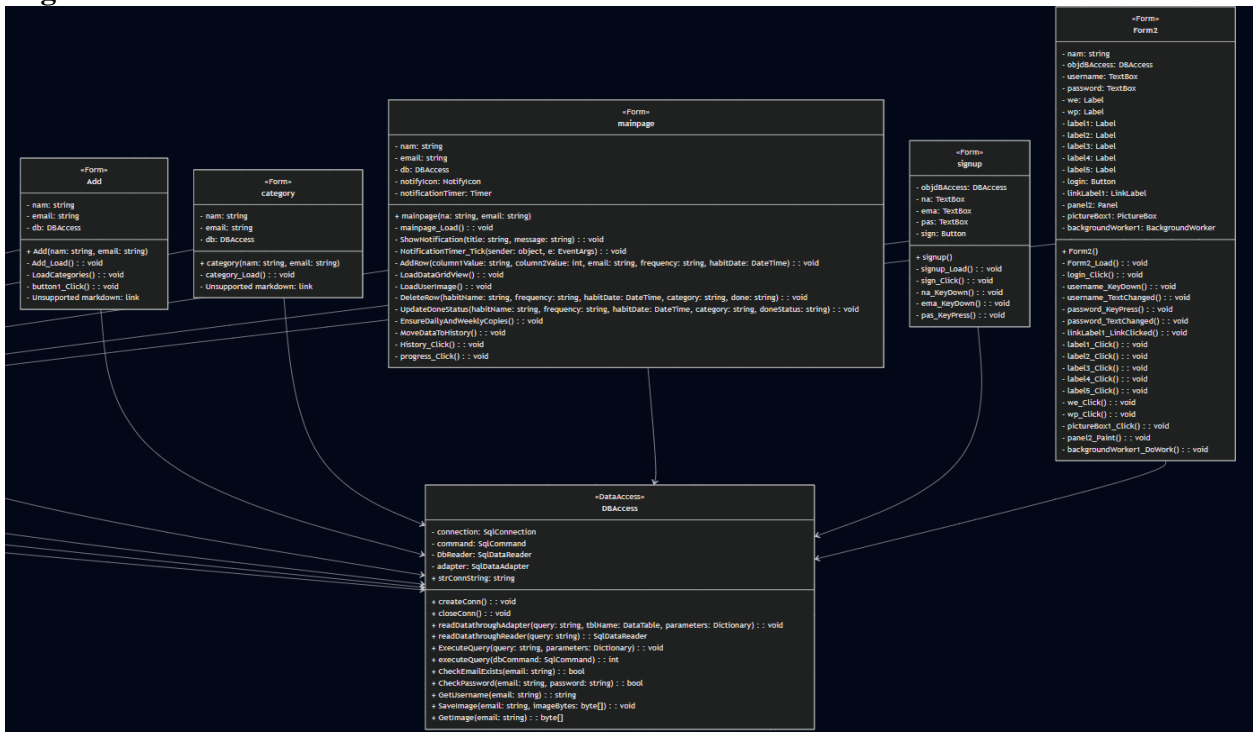 «Form»
Add
- nam: string
- email: string
- db: DBAccess
+ Add(nam: string, email: string)
- Add_Load() : : void
- LoadCategories() : : void
- button1_Click() : : void
- Unsupported markdown: link
«Form»
category
- nam: string
- email: string
- db: DBAccess
+ category(nam: string, email: string)
- category_Load() : : void
- Unsupported markdown: link
«Form»
mainpage
- nam: string
- email: string
- db: DBAccess
- notifyIcon: NotifyIcon
- notificationTimer: Timer
+ mainpage(na: string, email: string)
- mainpage_Load() : : void
- ShowNotification(title: string, message: string) : : void
- NotificationTimer_Tick(sender: object, e: EventArgs) : : void
- AddRow(column1Value: string, column2Value: int, email: string, frequency: string, habitDate: DateTime) : : void
- LoadDataGridView() : : void
- LoadUserImage() : : void
- DeleteRow(habitName: string, frequency: string, habitDate: DateTime, category: string, done: string) : : void
- UpdateDoneStatus(habitName: string, frequency: string, habitDate: DateTime, category: string, doneStatus: string) : : void
- EnsureDailyAndWeeklyCopies() : : void
- MoveDataToHistory() : : void
- History_Click() : : void
- progress_Click() : : void
«Form»
signup
- objdBAccess: DBAccess
- na: TextBox
- ema: TextBox
- pas: TextBox
- sign: Button
+ signup()
- signup_Load() : : void
- sign_Click() : : void
- na_KeyDown() : : void
- ema_KeyDown() : : void
- pas_KeyPress() : : void
«Form»
Form2
- nam: string
- objdBAccess: DBAccess
- username: TextBox
- password: TextBox
- we: Label
- wp: Label
- label1: Label
- label2: Label
- label3: Label
- label4: Label
- label5: Label
- login: Button
- linkLabel1: LinkLabel
- panel2: Panel
- pictureBox1: PictureBox
- backgroundWorker1: BackgroundWorker
+ Form2()
- Form2_Load() : : void
- login_Click() : : void
- username_KeyDown() : : void
- username_TextChanged() : : void
- password_KeyPress() : : void
- password_TextChanged() : : void
- linkLabel1_LinkClicked() : : void
- label1_Click() : : void
- label2_Click() : : void
- label3_Click() : : void
- label4_Click() : : void
- label5_Click() : : void
- we_Click() : : void
- wp_Click() : : void
- pictureBox1_Click() : : void
- panel2_Paint() : : void
- backgroundWorker1_DoWork() : : void
«DataAccess»
DBAccess
- connection: SqlConnection
- command: SqlCommand
- DbReader: SqlDataReader
- adapter: SqlDataAdapter
+ strConnString: string
+ createConn() : : void
+ closeConn() : : void
+ readDatathroughAdapter(query: string, tblName: DataTable, parameters: Dictionary) : : void
+ readDatathroughReader(query: string) : : SqlDataReader
+ ExecuteQuery(query: string, parameters: Dictionary) : : void
+ executeQuery(dbCommand: SqlCommand) : : int
+ CheckEmailExists(email: string) : : bool
+ CheckPassword(email: string, password: string) : : bool
+ GetUsername(email: string) : : string
+ SaveImage(email: string, imageBytes: byte[]) : : void
+ GetImage(email: string) : : byte[]